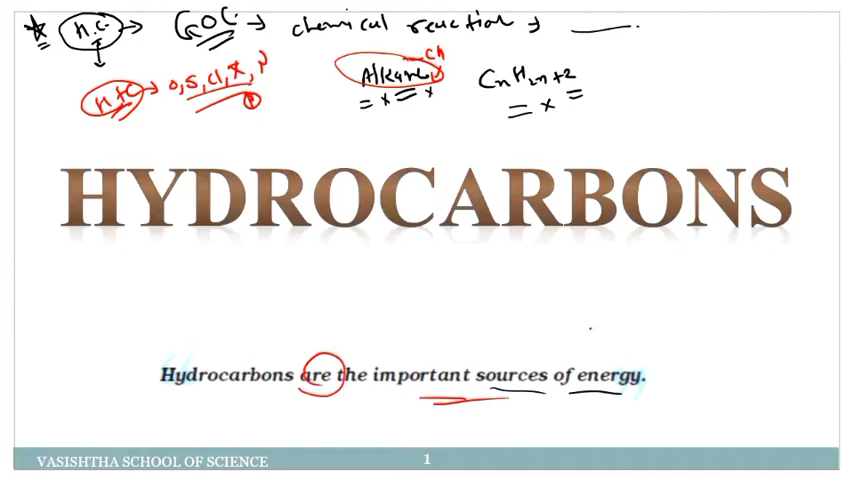 H.C. → GOC → chemical reaction →
H+C → O, S, Cl, X, P
Alkane CnH2n+2
HYDROCARBONS
Hydrocarbons are the important sources of energy.
VASISHTHA SCHOOL OF SCIENCE 1